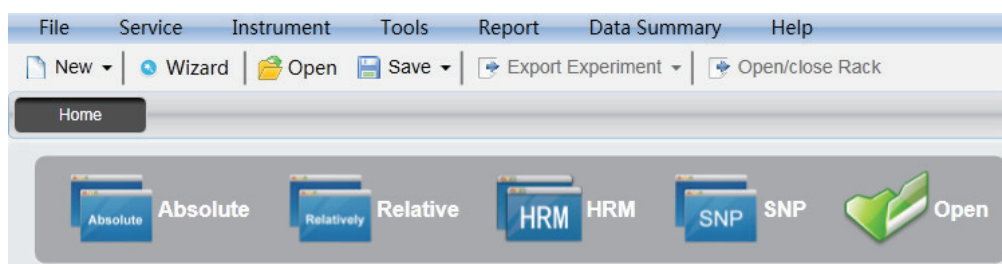 File Service Instrument Tools Report Data Summary Help
New Wizard Open Save Export Experiment Open/close Rack
Home
Absolute Absolute Relatively Relative HRM HRM SNP SNP Open